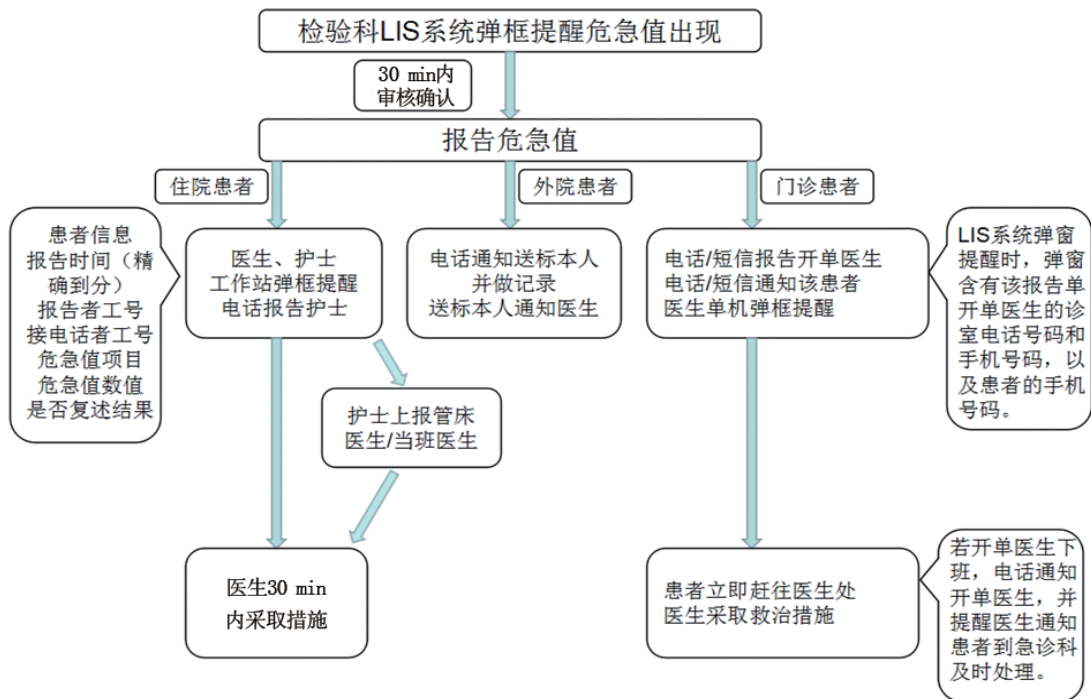 检验科LIS系统弹框提醒危急值出现
30 min内
审核确认
报告危急值
住院患者
外院患者
门诊患者
患者信息
报告时间（精
确到分）
报告者工号
接电话者工号
危急值项目
危急值数值
是否复述结果
医生、护士
工作站弹框提醒
电话报告护士
电话通知送标本人
并做记录
送标本人通知医生
电话/短信报告开单医生
电话/短信通知该患者
医生单机弹框提醒
LIS系统弹窗
提醒时，弹窗
含有该报告单
开单医生的诊
室电话号码和
手机号码，以
及患者的手机
号码。
护士上报管床
医生/当班医生
医生30 min
内采取措施
患者立即赶往医生处
医生采取救治措施
若开单医生下
班，电话通知
开单医生，并
提醒医生通知
患者到急诊科
及时处理。